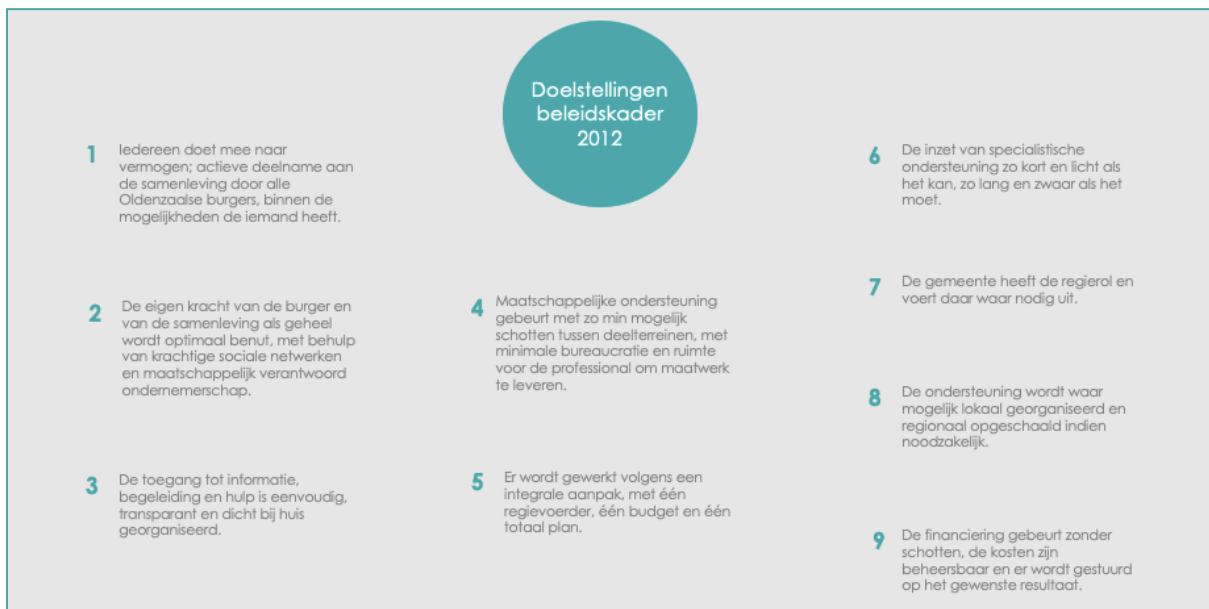 Doelstellingen
beleidskader
2012
1 Iedereen doet mee naar
vermogen; actieve deelname aan
de samenleving door alle
Oldenzaalse burgers, binnen de
mogelijkheden de iemand heeft.
2 De eigen kracht van de burger en
van de samenleving als geheel
wordt optimaal benut, met behulp
van krachtige sociale netwerken
en maatschappelijk verantwoord
ondernemerschap.
3 De toegang tot informatie,
begeleiding en hulp is eenvoudig,
transparant en dicht bij huis
georganiseerd.
4 Maatschappelijke ondersteuning
gebeurt met zo min mogelijk
schotten tussen deelterreinen, met
minimale bureaucratie en ruimte
voor de professional om maatwerk
te leveren.
5 Er wordt gewerkt volgens een
integrale aanpak, met één
regievoerder, één budget en één
totaal plan.
6 De inzet van specialistische
ondersteuning zo kort en licht als
het kan, zo lang en zwaar als het
moet.
7 De gemeente heeft de regierol en
voert daar waar nodig uit.
8 De ondersteuning wordt waar
mogelijk lokaal georganiseerd en
regionaal opgeschaald indien
noodzakelijk.
9 De financiering gebeurt zonder
schotten, de kosten zijn
beheersbaar en er wordt gestuurd
op het gewenste resultaat.